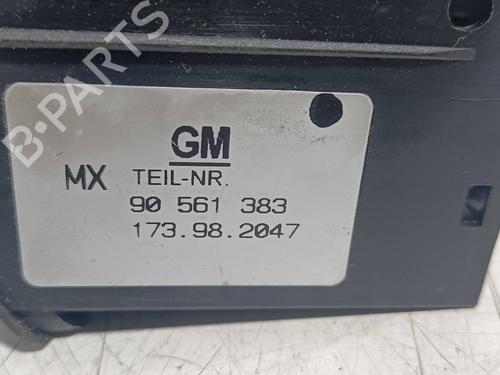 GM
MX TEIL-NR.
90 561 383
173.98.2047
B-PARTS